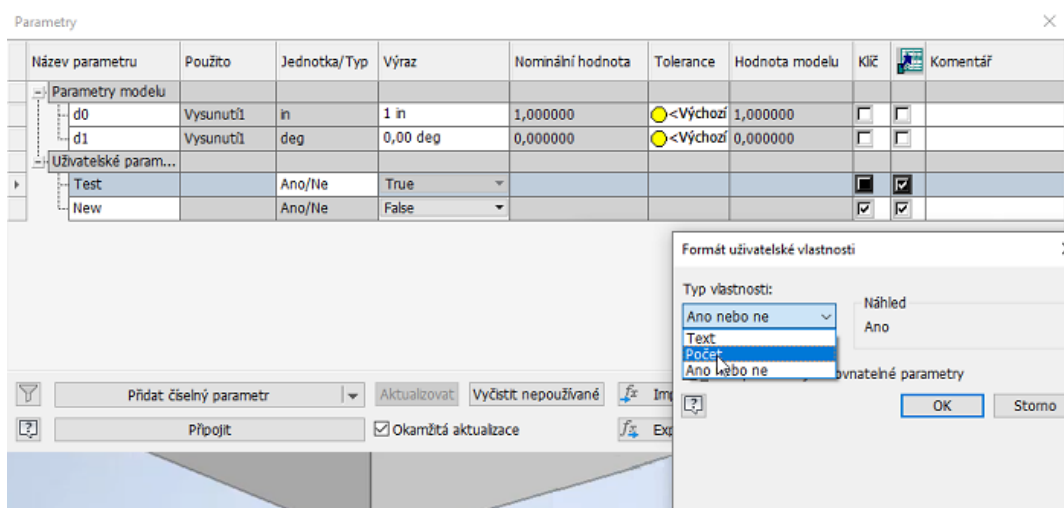 Parametry
Název parametru Použito Jednotka/Typ Výraz Nominální hodnota Tolerance Hodnota modelu Klíč Komentář
Parametry modelu
d0 Vysunutí1 in 1 in 1,000000 <Výchozí 1,000000
d1 Vysunutí1 deg 0,00 deg 0,000000 <Výchozí 0,000000
Uživatelské param...
Test Ano/Ne True
New Ano/Ne False
Formát uživatelské vlastnosti
Typ vlastnosti:
Náhled
Ano nebo ne
Ano
Text
Počet
Ano nebo ne
parametry
Přidat číselný parametr Aktualizovat Vyčistit nepoužívané fx
OK Storno
Připojit Okamžitá aktualizace fx